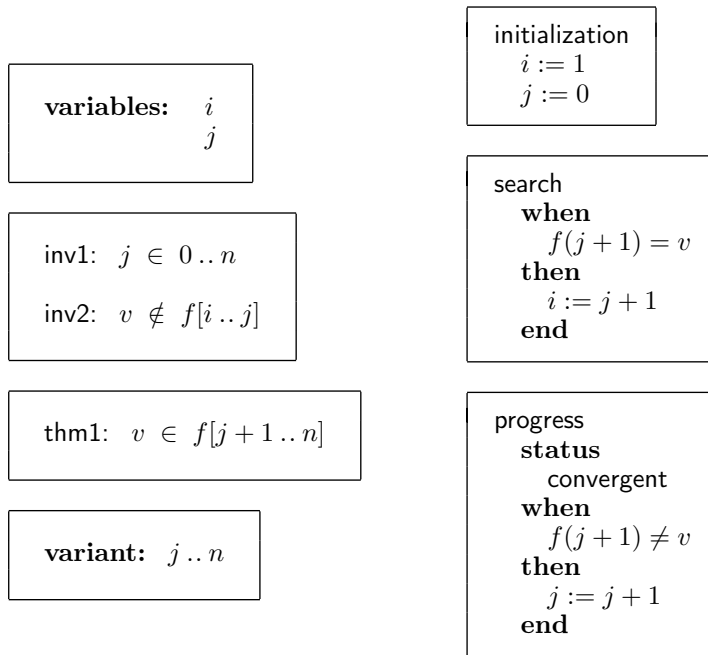 variables: i
j
inv1: j ∈ 0 .. n
inv2: v ∉ f[i .. j]
thm1: v ∈ f[j + 1 .. n]
variant: j .. n
initialization
i := 1
j := 0
search
when
f(j + 1) = v
then
i := j + 1
end
progress
status
convergent
when
f(j + 1) ≠ v
then
j := j + 1
end